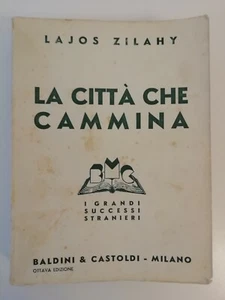 LAJOS ZILAHY
LA CITTÀ CHE
CAMMINA
BMC
I GRANDI
SUCCESSI
STRANIERI
BALDINI & CASTOLDI - MILANO
OTTAVA EDIZIONE